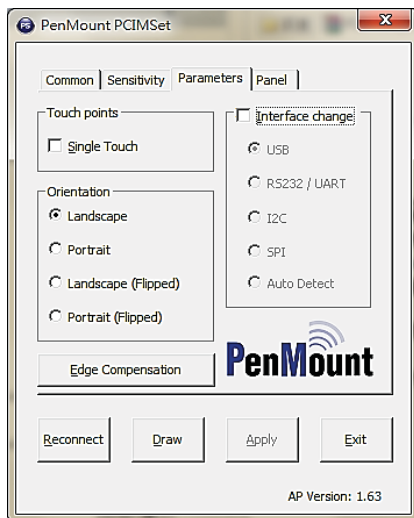 PS PenMount PCIMSet
Common Sensitivity Parameters Panel
Touch points
Single Touch
Orientation
Landscape
Portrait
Landscape (Flipped)
Portrait (Flipped)
Edge Compensation
Interface change
USB
RS232 / UART
I2C
SPI
Auto Detect
PenMount
Reconnect Draw Apply Exit
AP Version: 1.63